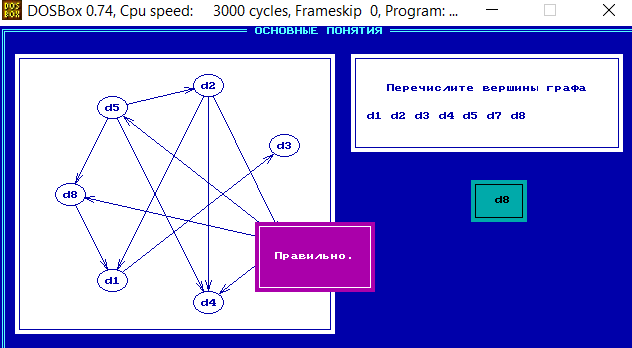 DOSBox 0.74, Cpu speed: 3000 cycles, Frameskip 0, Program: ...
ОСНОВНЫЕ ПОНЯТИЯ
d2
d5
d3
d8
d1
d4
Перечислите вершины графа
d1 d2 d3 d4 d5 d7 d8
d8
Правильно.